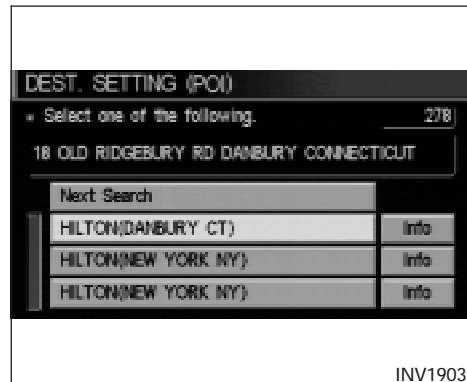 DEST. SETTING (POI)
Select one of the following. 278
18 OLD RIDGEBURY RD DANBURY CONNECTICUT
Next Search
HILTON(DANBURY CT) Info
HILTON(NEW YORK NY) Info
HILTON(NEW YORK NY) Info
INV1903